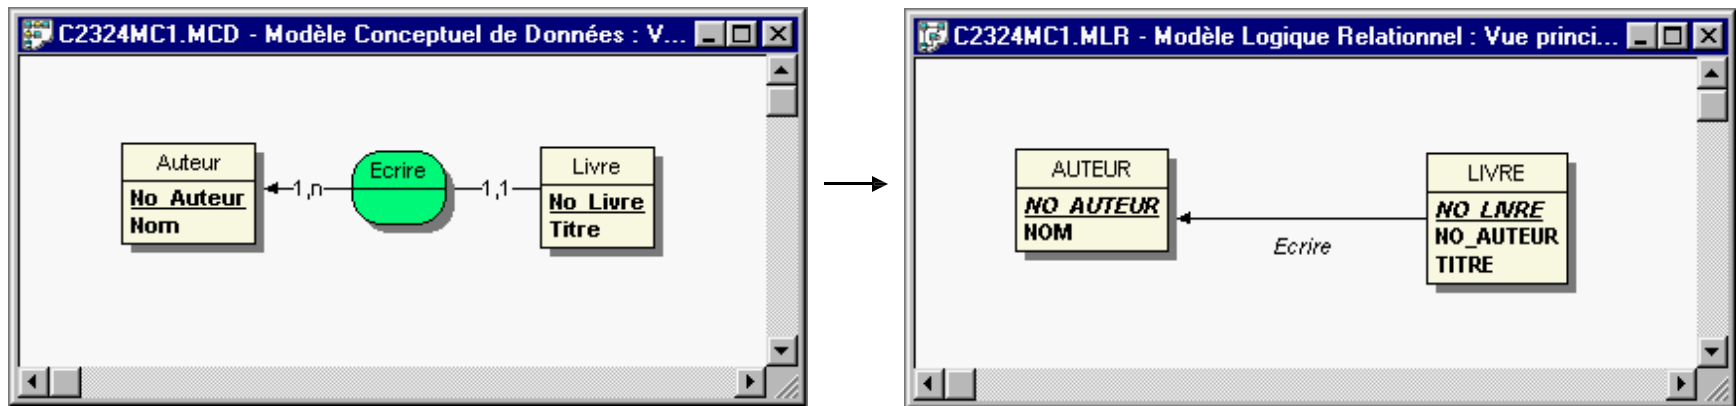 C2324MC1.MCD - Modèle Conceptuel de Données : V...
Auteur
No_Auteur
Nom
1,n
Ecrire
1,1
Livre
No_Livre
Titre
C2324MC1.MLR - Modèle Logique Relationnel : Vue princi...
AUTEUR
NO_AUTEUR
NOM
Ecrire
LIVRE
NO_LIVRE
NO_AUTEUR
TITRE